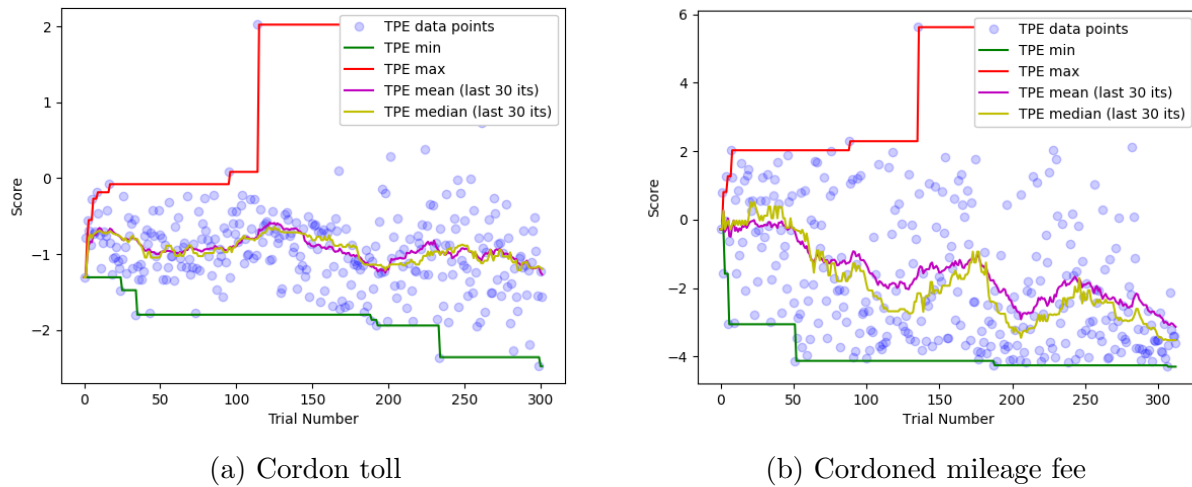 TPE data points
TPE min
TPE max
TPE mean (last 30 its)
TPE median (last 30 its)
2
1
0
−1
−2
Score
0
50
100
150
200
250
300
Trial Number
(a) Cordon toll
TPE data points
TPE min
TPE max
TPE mean (last 30 its)
TPE median (last 30 its)
6
4
2
0
−2
−4
Score
0
50
100
150
200
250
300
Trial Number
(b) Cordoned mileage fee